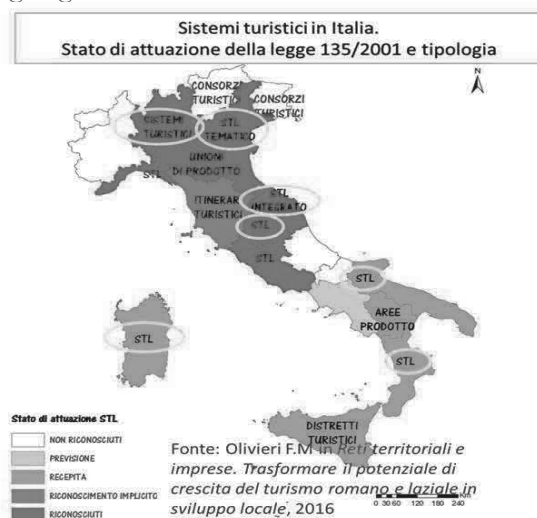 Sistemi turistici in Italia.
Stato di attuazione della legge 135/2001 e tipologia
N
CONSORZI
TURISTICI
CONSORZI
TURISTICI
SISTEMI
TURISTICI
STL
TEMATICO
UNIONI
DI PRODOTTO
STL
STL
INTEGRATO
ITINERAR
TURISTICI
STL
STL
STL
AREE
PRODOTTO
STL
STL
DISTRETTI
TURISTICI
Stato di attuazione STL
NON RICONOSCIUTI
PREVISIONE
RECEPITA
RICONOSCIMENTO IMPLICITO
RICONOSCIUTI
Fonte: Olivieri F.M in Reti territoriali e
imprese. Trasformare il potenziale di
crescita del turismo romano e laziale in
sviluppo locale, 2016
0 30 60 120 180 240
Km